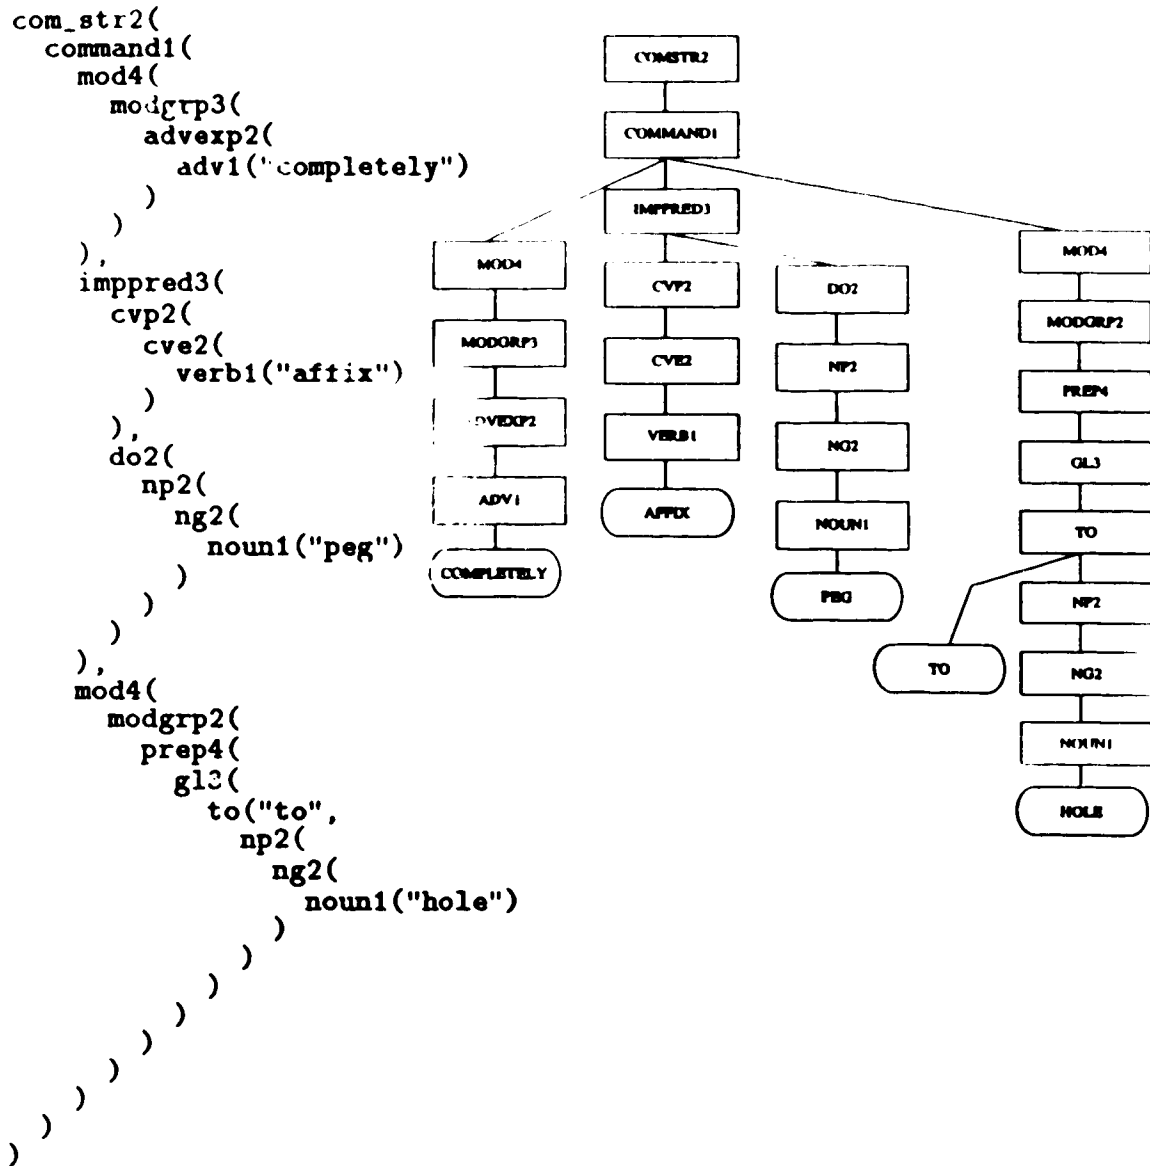 com_str2(
command1(
mod4(
modgrp3(
advexp2(
adv1("completely")
)
)
),
imppred3(
cvp2(
cve2(
verb1("affix")
)
),
do2(
np2(
ng2(
noun1("peg")
)
)
)
),
mod4(
modgrp2(
prep4(
gl3(
to("to",
np2(
ng2(
noun1("hole")
)
)
)
)
)
)
)
)
)
COMSTR2
COMMAND1
IMPPRED3
MOD4
MOD4
CVP2
DO2
MODGRP3
MODGRP2
CVE2
NP2
DVEXP2
PREP4
VERB1
NG2
GL3
ADV1
AFFIX
NOUN1
TO
COMPLETELY
PEG
NP2
TO
NG2
NOUN1
HOLE